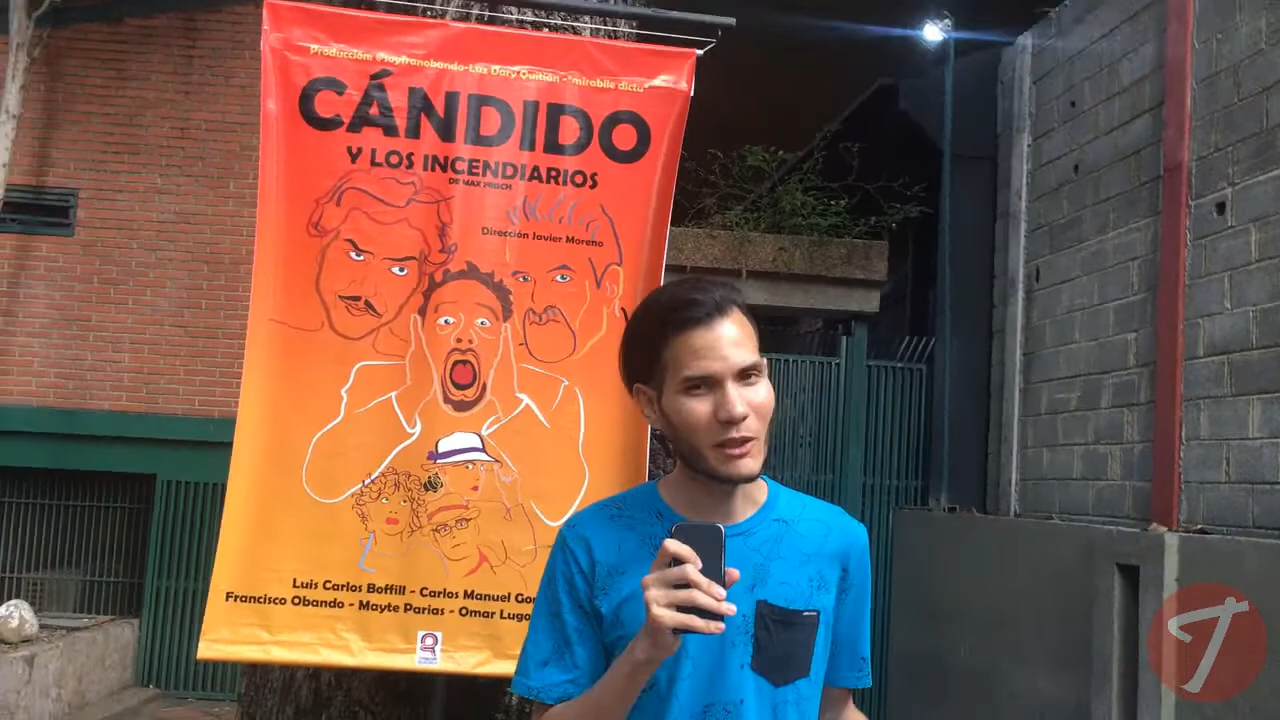 Producción: @soyfranobando-Luz Dary Quitián -"mirabile dictu"
CÁNDIDO
Y LOS INCENDIARIOS
DE MAX FRISCH
Dirección Javier Moreno
Luis Carlos Boffill - Carlos Manuel
Francisco Obando - Mayte Parias - Omar Lugo
T